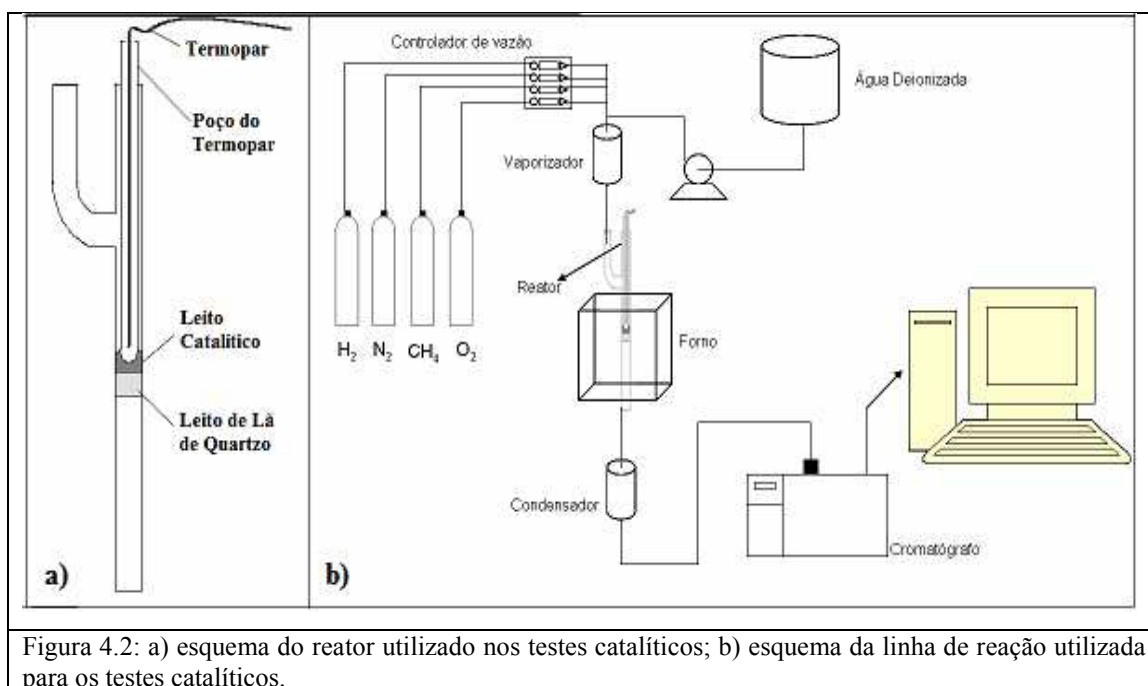 Termopar
Poço do
Termopar
Leito
Catalítico
Leito de Lã
de Quartzo
a)
Controlador de vazão
Água Deionizada
Vaporizador
Reator
H₂ N₂ CH₄ O₂
Forno
Condensador
Cromatógrafo
b)
Figura 4.2: a) esquema do reator utilizado nos testes catalíticos; b) esquema da linha de reação utilizada
para os testes catalíticos.